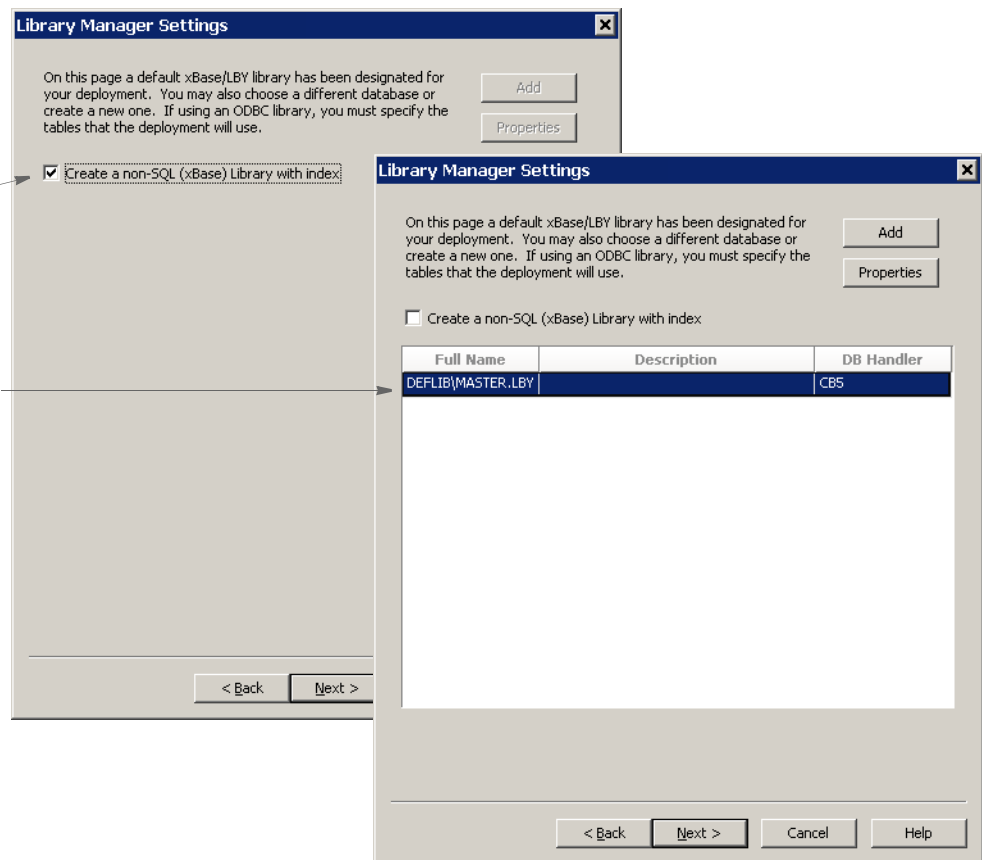 Library Manager Settings
On this page a default xBase/LBY library has been designated for
your deployment. You may also choose a different database or
create a new one. If using an ODBC library, you must specify the
tables that the deployment will use.
Add
Properties
Create a non-SQL (xBase) Library with index
< Back
Next >
Library Manager Settings
On this page a default xBase/LBY library has been designated for
your deployment. You may also choose a different database or
create a new one. If using an ODBC library, you must specify the
tables that the deployment will use.
Add
Properties
Create a non-SQL (xBase) Library with index
Full Name Description DB Handler
DEFLIB\MASTER.LBY CB5
< Back Next > Cancel Help